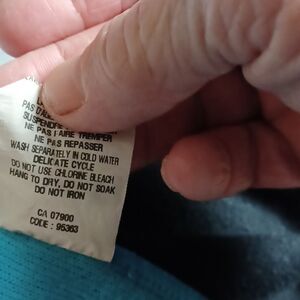 SUSPENDRE
NE PAS FAIRE TREMPER
NE PAS REPASSER
WASH SEPARATELY IN COLD WATER
DELICATE CYCLE
DO NOT USE CHLORINE BLEACH
HANG TO DRY, DO NOT SOAK
DO NOT IRON
CA 07900
CODE : 95363